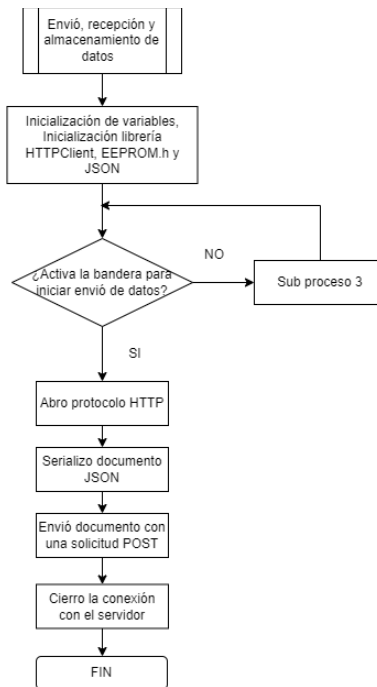 Envió, recepción y
almacenamiento de
datos
Inicialización de variables,
Inicialización librería
HTTPClient, EEPROM.h y
JSON
¿Activa la bandera para
iniciar envió de datos?
NO
Sub proceso 3
SI
Abro protocolo HTTP
Serializo documento
JSON
Envió documento con
una solicitud POST
Cierro la conexión
con el servidor
FIN